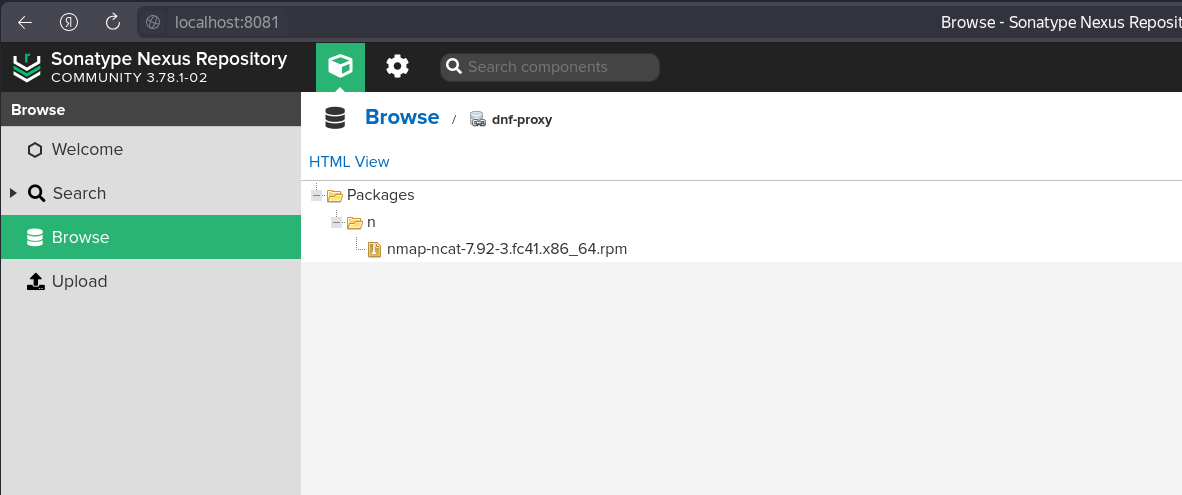 localhost:8081
Browse - Sonatype Nexus Reposit
Sonatype Nexus Repository
COMMUNITY 3.78.1-02
Search components
Browse
Welcome
Search
Browse
Upload
Browse / dnf-proxy
HTML View
Packages
n
nmap-ncat-7.92-3.fc41.x86_64.rpm